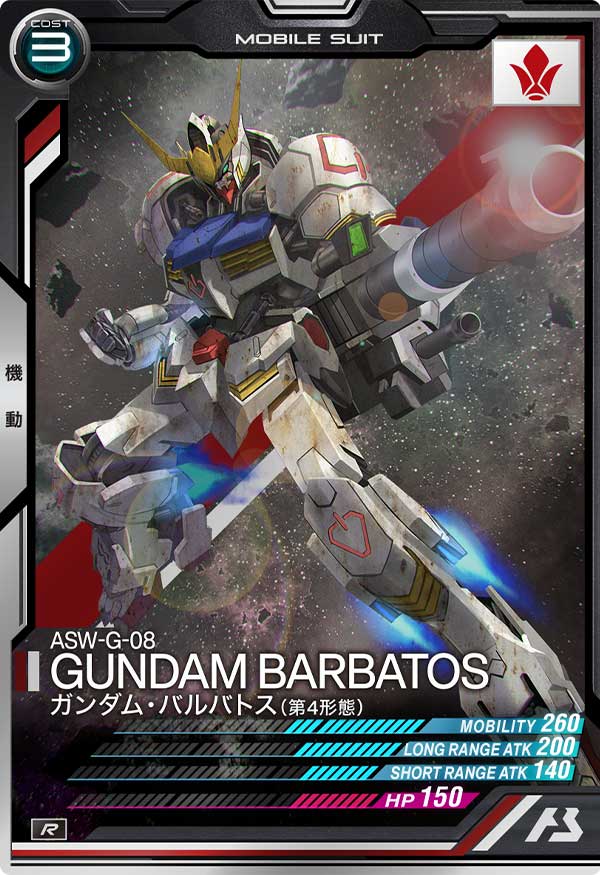 COST
3
MOBILE SUIT
機動
ASW-G-08
GUNDAM BARBATOS
ガンダム・バルバトス(第4形態)
MOBILITY 260
LONG RANGE ATK 200
SHORT RANGE ATK 140
HP 150
R